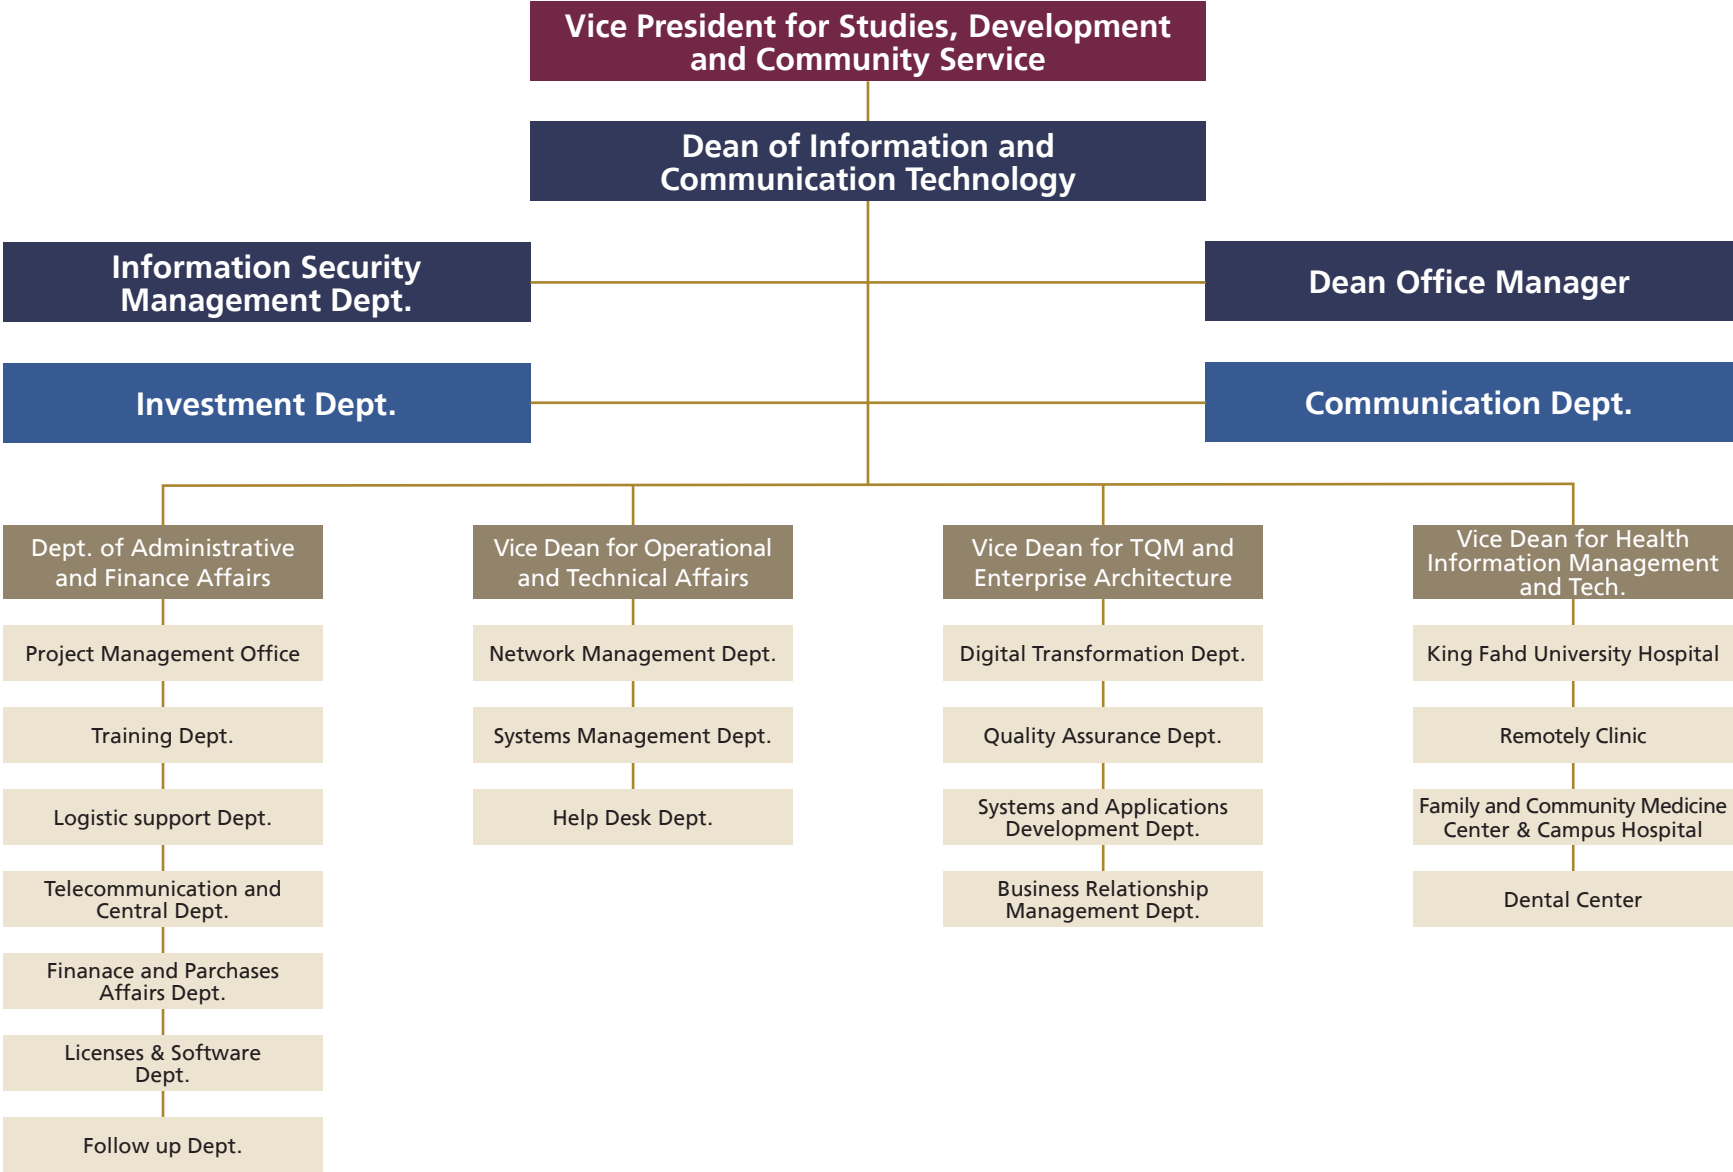 Vice President for Studies, Development
and Community Service
Dean of Information and
Communication Technology
Information Security
Management Dept.
Dean Office Manager
Investment Dept.
Communication Dept.
Dept. of Administrative
and Finance Affairs
Project Management Office
Training Dept.
Logistic support Dept.
Telecommunication and
Central Dept.
Finanace and Parchases
Affairs Dept.
Licenses & Software
Dept.
Follow up Dept.
Vice Dean for Operational
and Technical Affairs
Network Management Dept.
Systems Management Dept.
Help Desk Dept.
Vice Dean for TQM and
Enterprise Architecture
Digital Transformation Dept.
Quality Assurance Dept.
Systems and Applications
Development Dept.
Business Relationship
Management Dept.
Vice Dean for Health
Information Management
and Tech.
King Fahd University Hospital
Remotely Clinic
Family and Community Medicine
Center & Campus Hospital
Dental Center